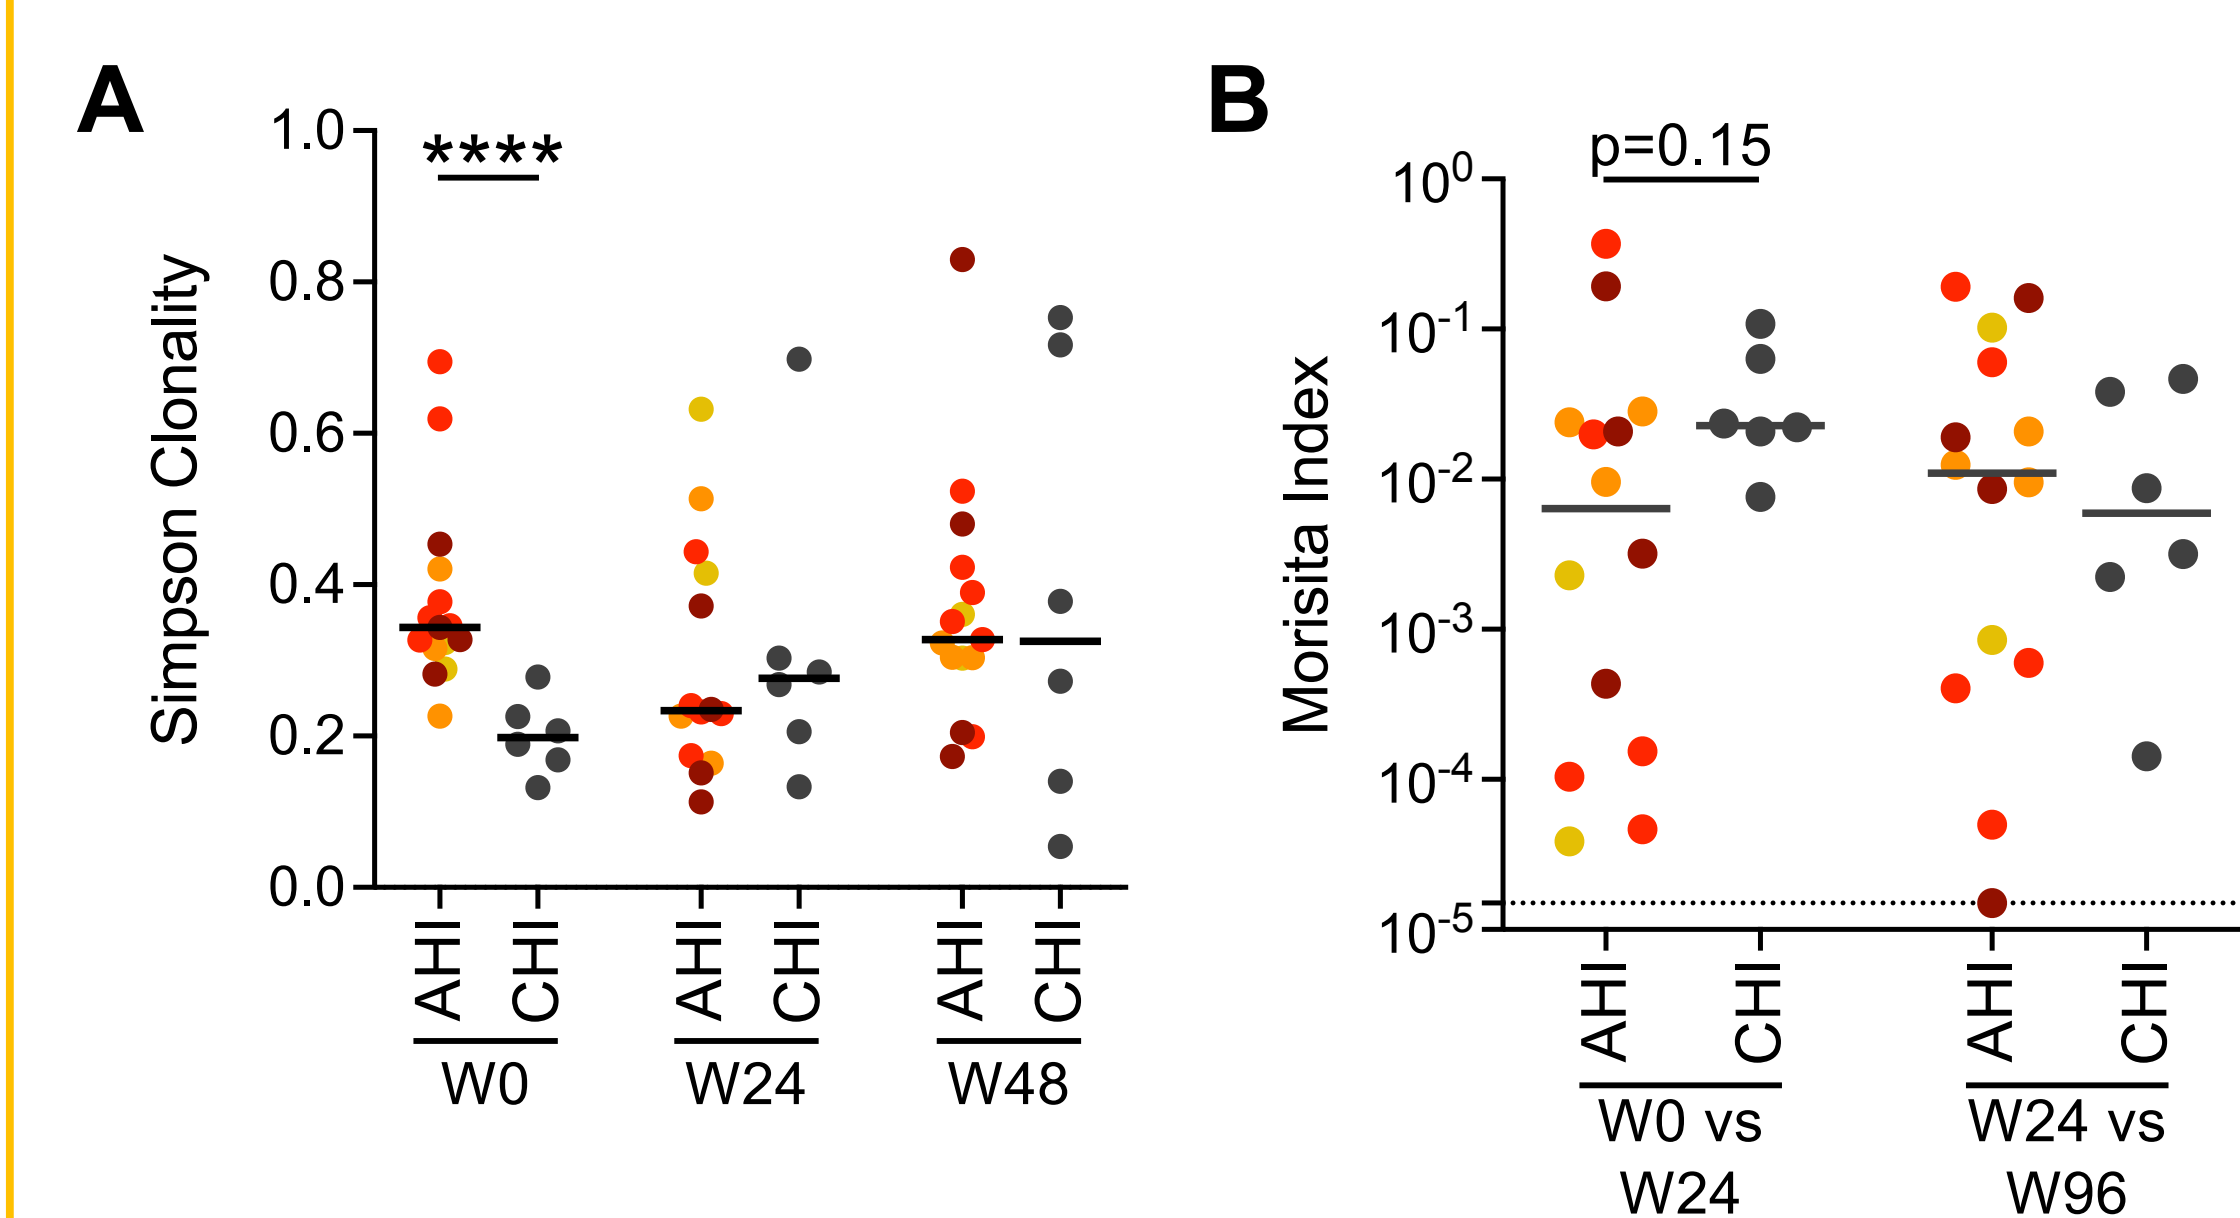 A
B
1.0
0.8
0.6
0.4
0.2
0.0
Simpson Clonality
****
AHI
CHI
AHI
CHI
AHI
CHI
W0
W24
W48
p=0.15
10⁰
10⁻¹
10⁻²
10⁻³
10⁻⁴
10⁻⁵
Morisita Index
AHI
CHI
AHI
CHI
W0 vs
W24
W24 vs
W96